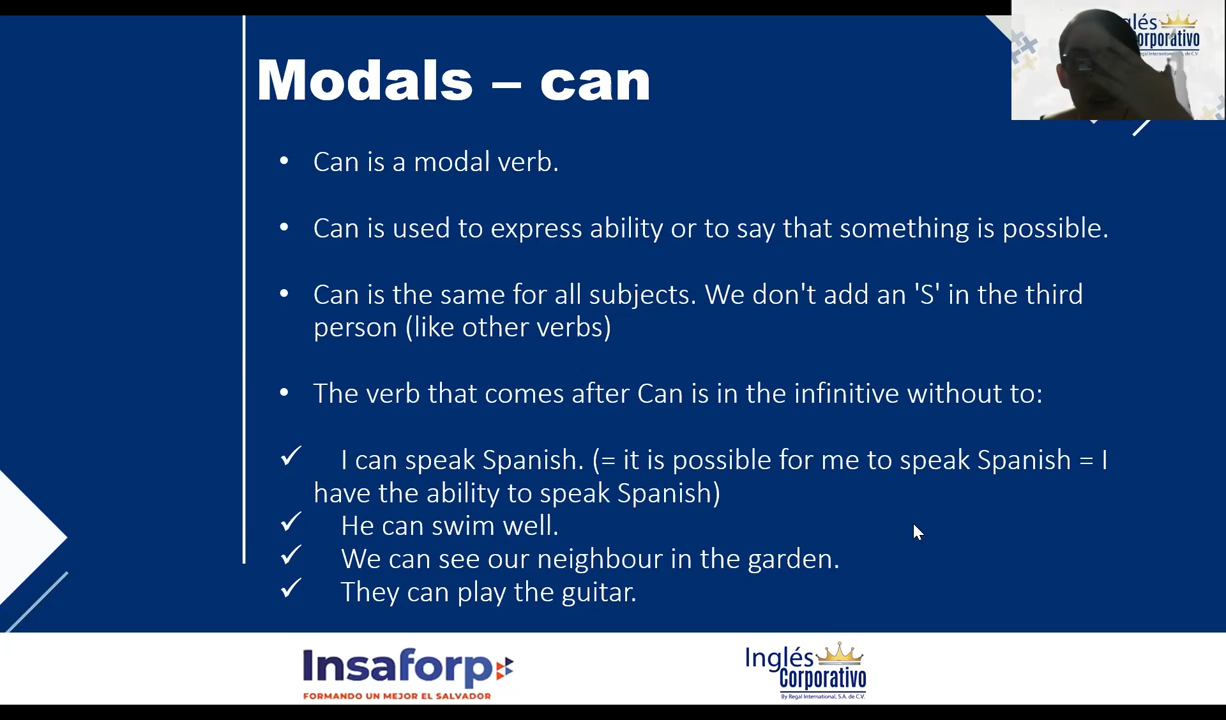 Modals – can
glés
orporativo
• Can is a modal verb.
• Can is used to express ability or to say that something is possible.
• Can is the same for all subjects. We don't add an 'S' in the third
person (like other verbs)
• The verb that comes after Can is in the infinitive without to:
✓ I can speak Spanish. (= it is possible for me to speak Spanish = I
have the ability to speak Spanish)
✓ He can swim well.
✓ We can see our neighbour in the garden.
✓ They can play the guitar.
Insaforp
FORMANDO UN MEJOR EL SALVADOR
Inglés
Corporativo
By Regal International, S.A. de C.V.